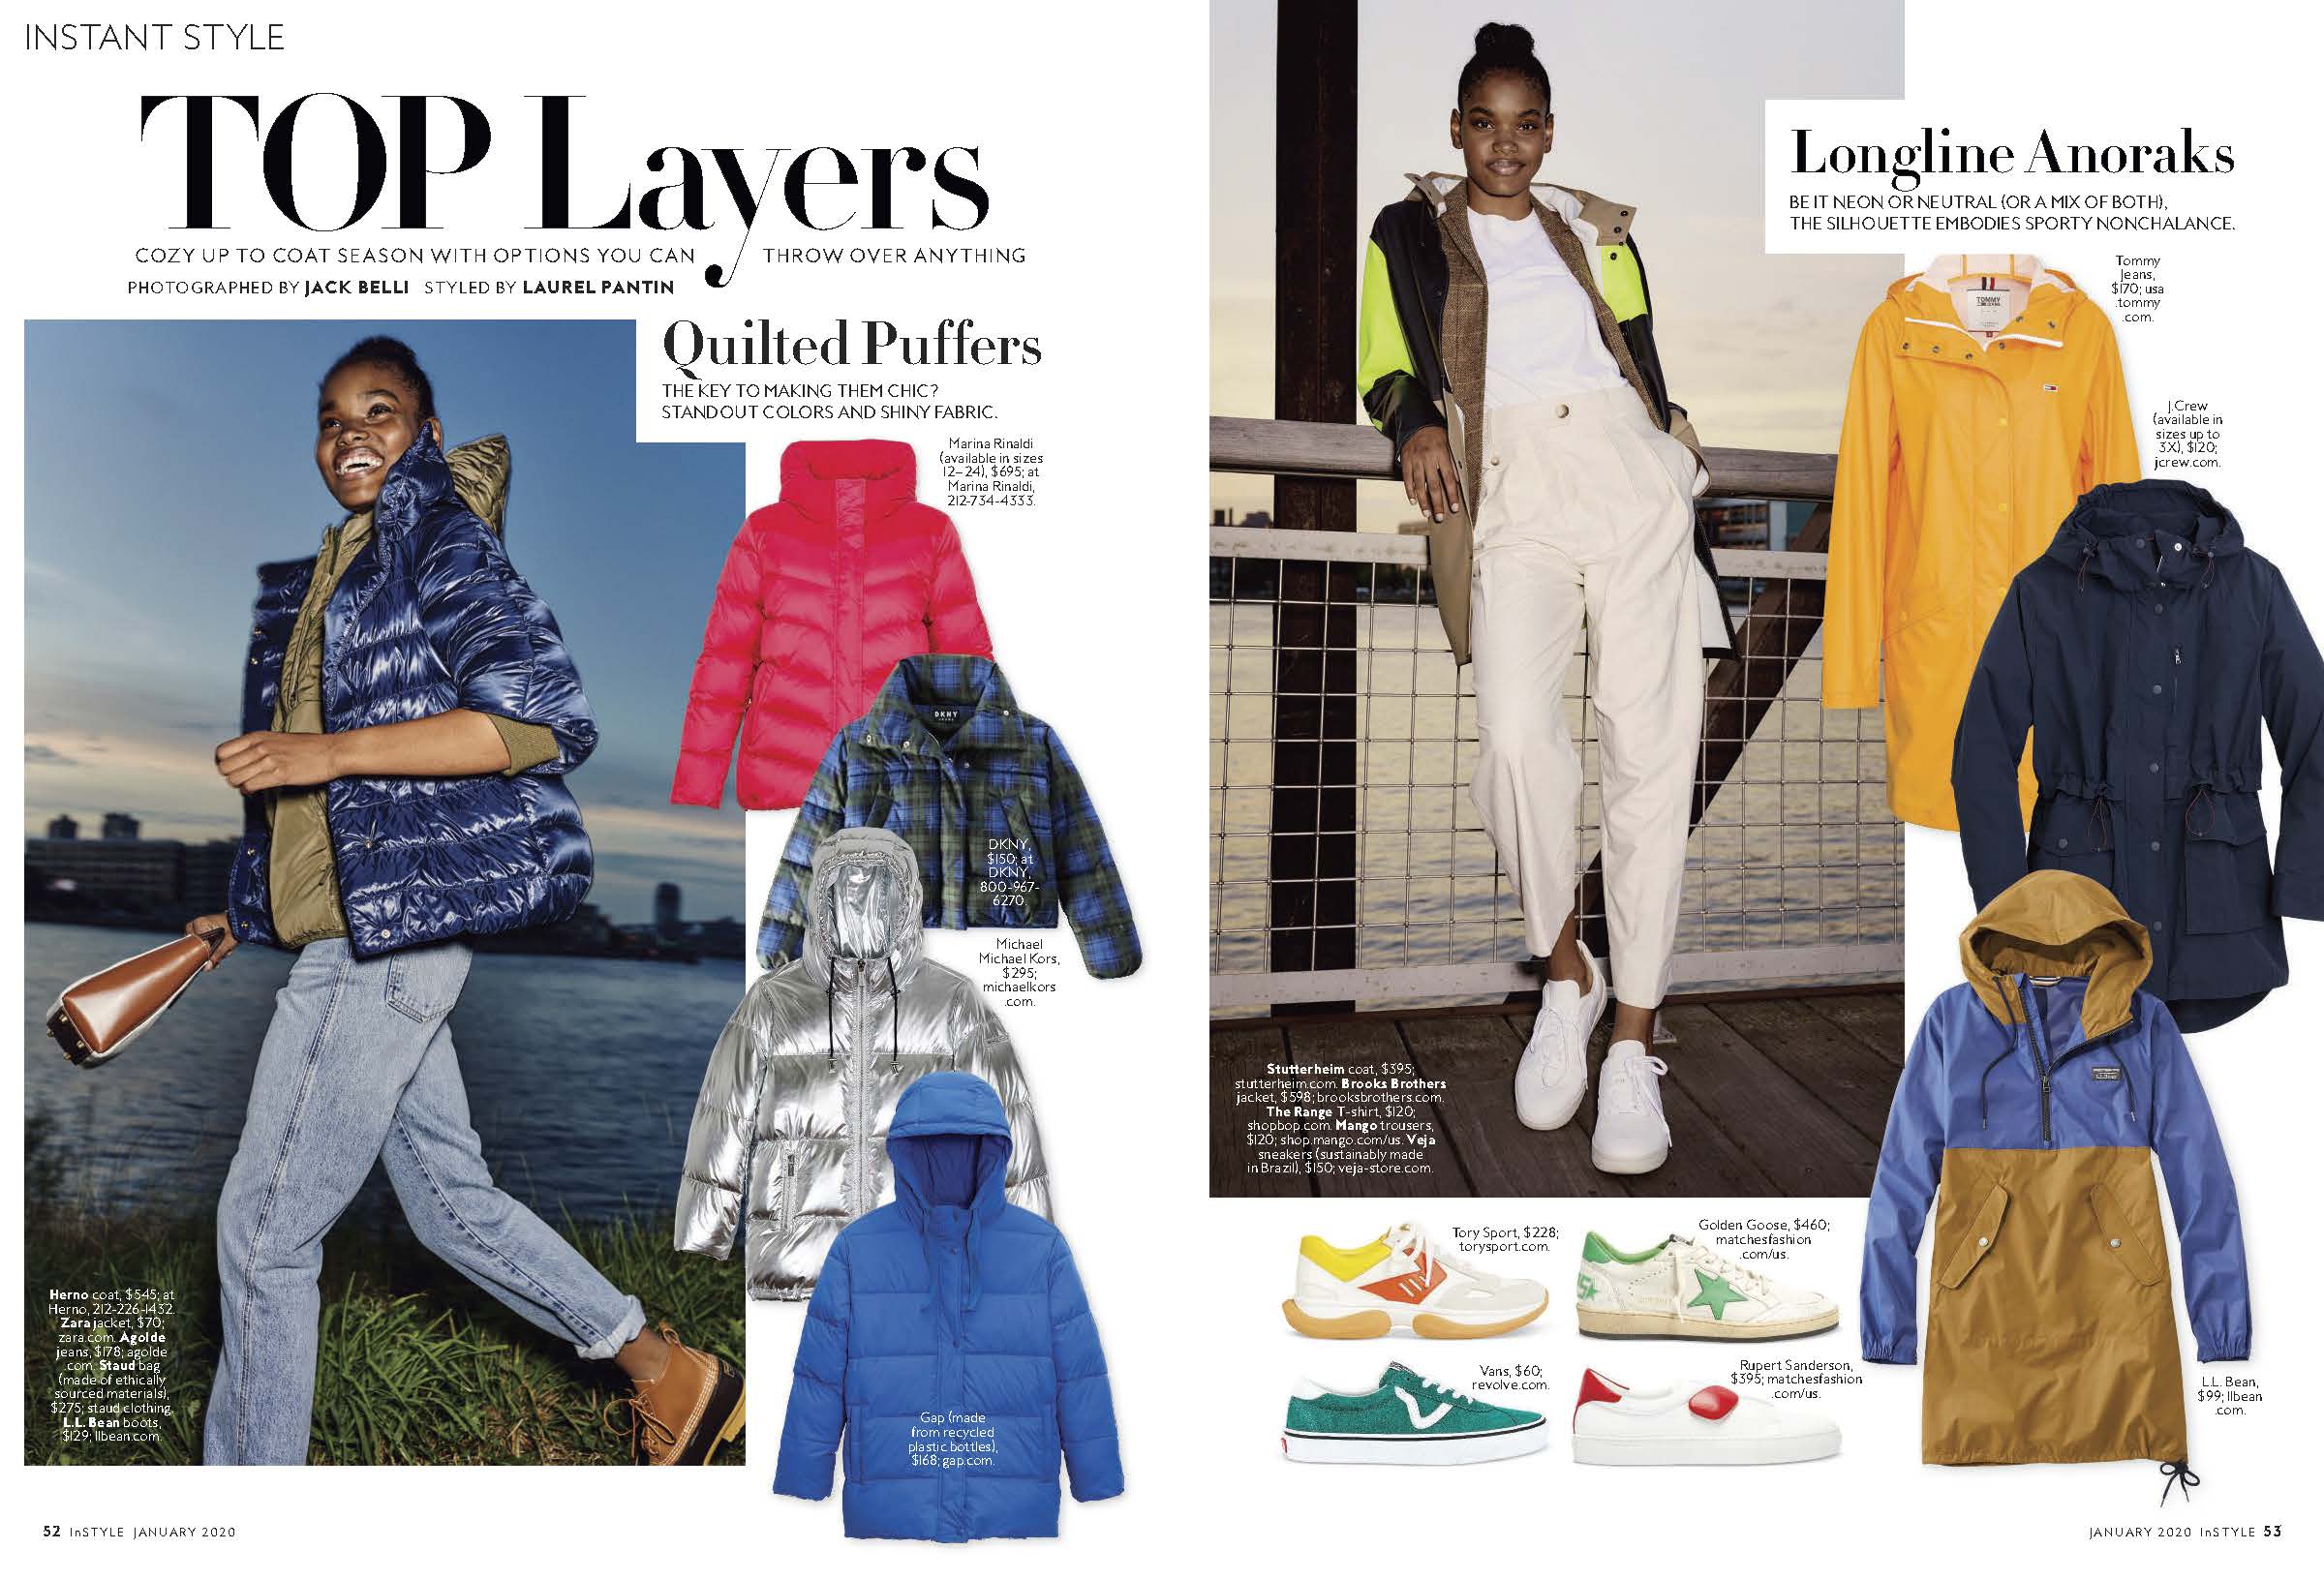 INSTANT STYLE
TOP Layers
COZY UP TO COAT SEASON WITH OPTIONS YOU CAN THROW OVER ANYTHING
PHOTOGRAPHED BY JACK BELLI STYLED BY LAUREL PANTIN
Quilted Puffers
THE KEY TO MAKING THEM CHIC?
STANDOUT COLORS AND SHINY FABRIC.
Marina Rinaldi
(available in sizes
12–24), $695; at
Marina Rinaldi,
212-734-4333.
DKNY
DKNY,
$150; at
DKNY,
800-967-
6270.
Michael
Michael Kors,
$295;
michaelkors
.com.
Gap (made
from recycled
plastic bottles),
$168; gap.com.
Herno coat, $545; at
Herno, 212-226-1432.
Zara jacket, $70;
zara.com. Agolde
jeans, $178; agolde
.com. Staud bag
(made of ethically
sourced materials),
$275; staud.clothing.
L.L. Bean boots,
$129; llbean.com.
52 InSTYLE JANUARY 2020
Longline Anoraks
BE IT NEON OR NEUTRAL (OR A MIX OF BOTH),
THE SILHOUETTE EMBODIES SPORTY NONCHALANCE.
Tommy
Jeans,
$170; usa
.tommy
.com.
TOMMY
J.Crew
(available in
sizes up to
3X), $120;
jcrew.com.
Stutterheim coat, $395;
stutterheim.com. Brooks Brothers
jacket, $598; brooksbrothers.com.
The Range T-shirt, $120;
shopbop.com. Mango trousers,
$120; shop.mango.com/us. Veja
sneakers (sustainably made
in Brazil), $150; veja-store.com.
Tory Sport, $228;
torysport.com.
Golden Goose, $460;
matchesfashion
.com/us.
Vans, $60;
revolve.com.
Rupert Sanderson,
$395; matchesfashion
.com/us.
L.L. Bean,
$99; llbean
.com.
JANUARY 2020 InSTYLE 53